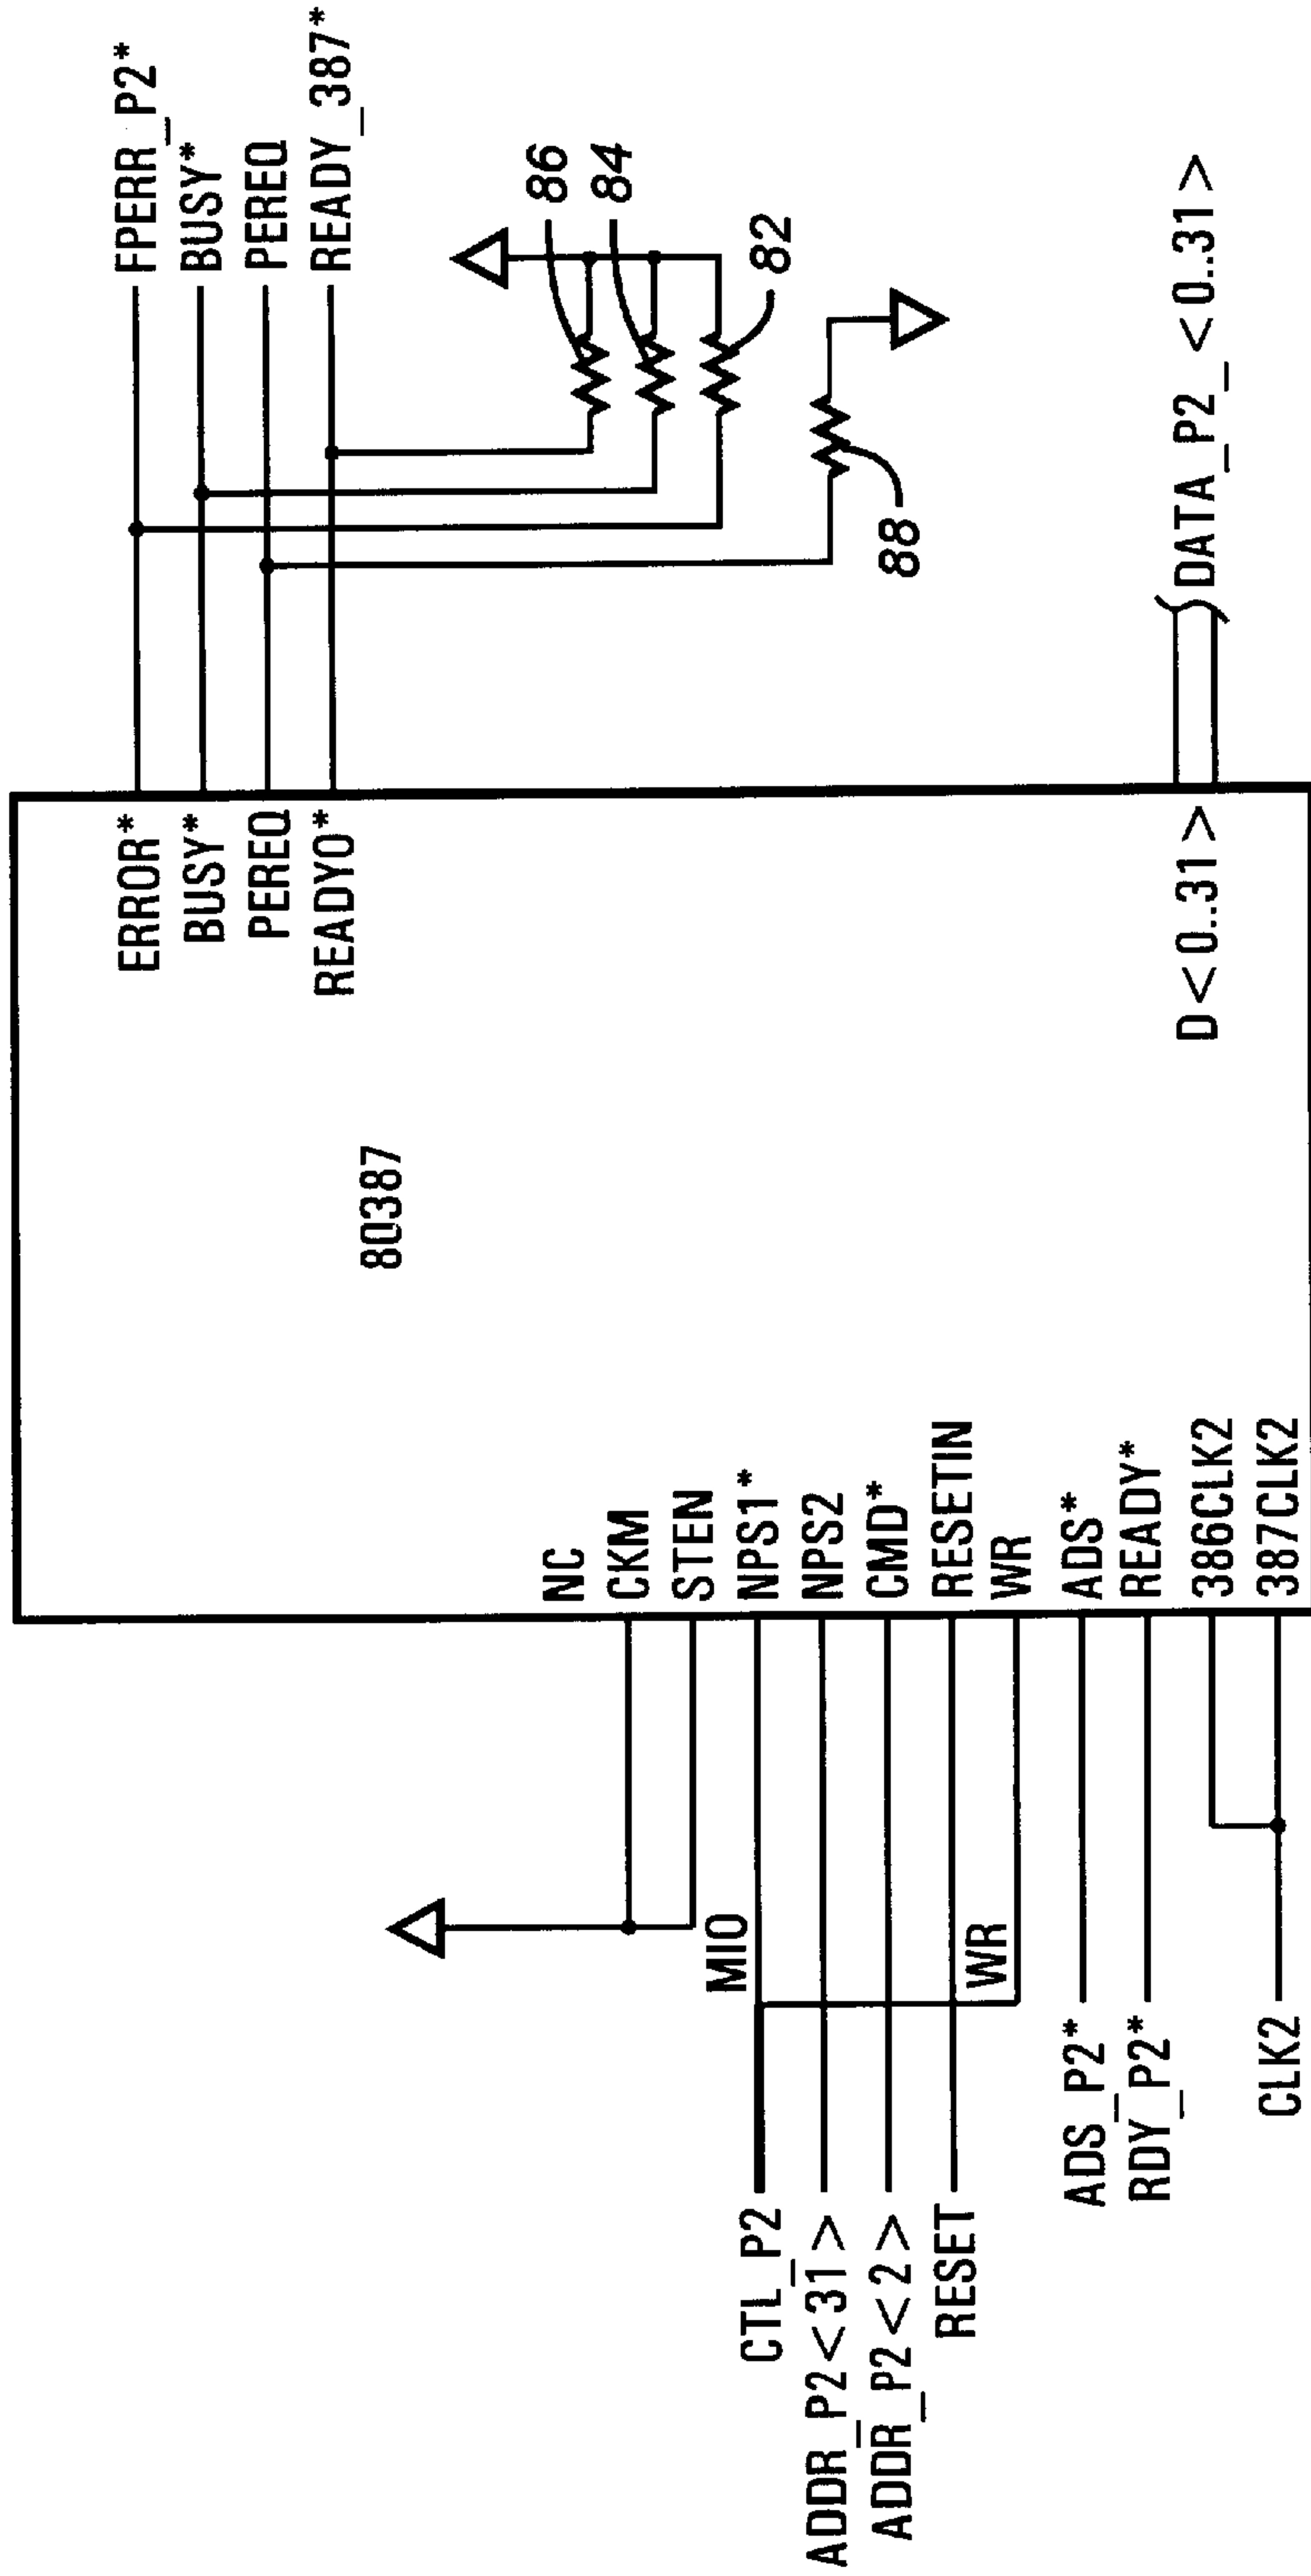 80387
NC
CKM
STEN
NPS1*
NPS2
CMD*
RESETIN
WR
ADS*
READY*
386CLK2
387CLK2
MIO
WR
CTL_P2
ADDR_P2<31>
ADDR_P2<2>
RESET
ADS_P2*
RDY_P2*
CLK2
ERROR*
BUSY*
PEREQ
READYO*
D<0..31>
FPERR_P2*
BUSY*
PEREQ
READY_387*
86
84
82
88
DATA_P2_<0..31>